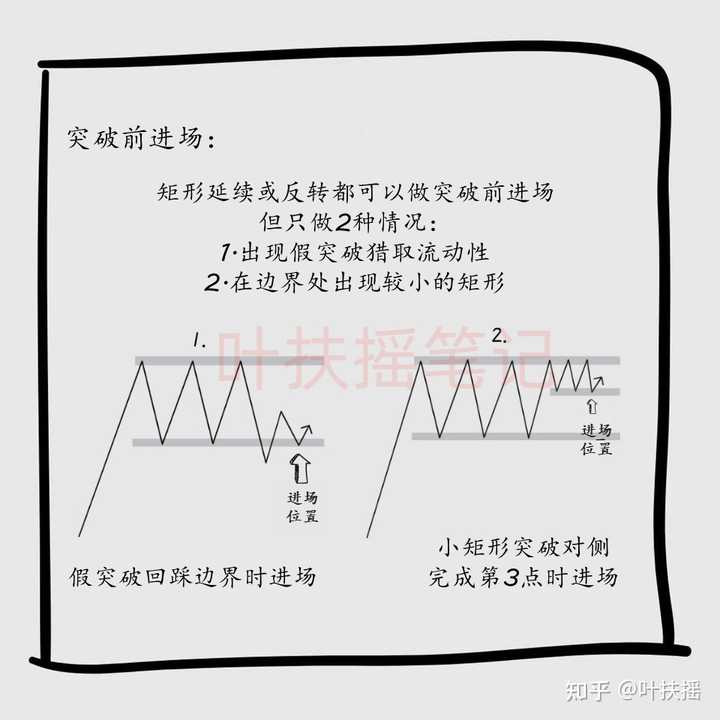 突破前进场：
矩形延续或反转都可以做突破前进场
但只做2种情况：
1·出现假突破猎取流动性
2·在边界处出现较小的矩形
1.
2.
叶扶摇笔记
进场
位置
进场
位置
假突破回踩边界时进场
小矩形突破对侧
完成第3点时进场
知乎 @叶扶摇